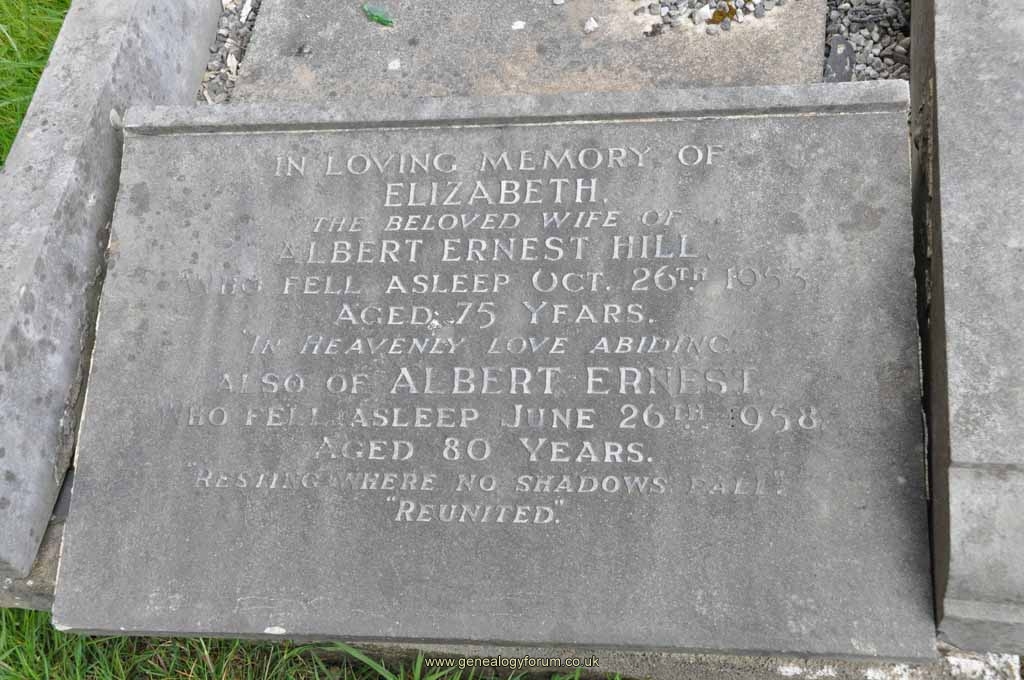 IN LOVING MEMORY OF
ELIZABETH.
THE BELOVED WIFE OF
ALBERT ERNEST HILL.
WHO FELL ASLEEP OCT. 26TH 1953.
AGED 75 YEARS.
"IN HEAVENLY LOVE ABIDING
ALSO OF ALBERT ERNEST.
WHO FELL ASLEEP JUNE 26TH 1958.
AGED 80 YEARS.
"RESTING WHERE NO SHADOWS FALL".
"REUNITED."
www.genealogyforum.co.uk